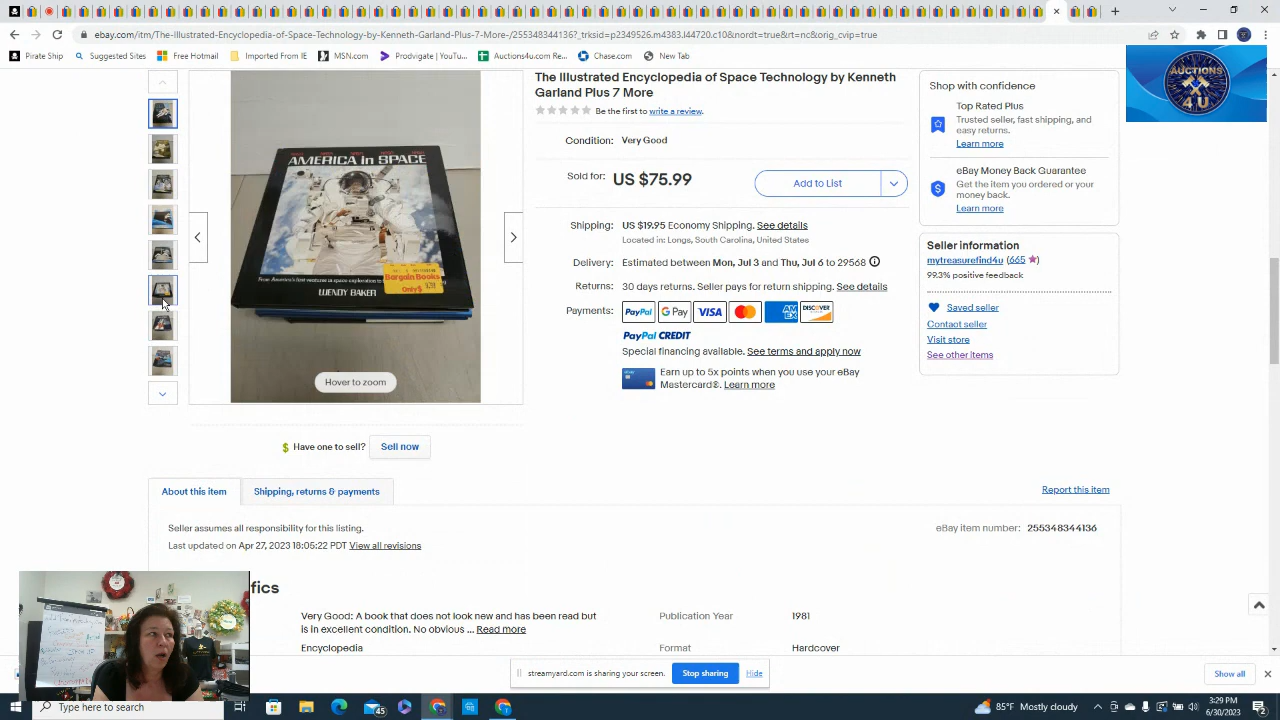 ebay.com/itm/The-Illustrated-Encyclopedia-of-Space-Technology-by-Kenneth-Garland-Plus-7-More-/255348344136?_trkparms=
Pirate Ship
Suggested Sites
Free Hotmail
Imported From IE
MSN.com
Prodvigate | YouTu...
Auctions4u.com Re...
Chase.com
New Tab
AUCTIONS
4 U
The Illustrated Encyclopedia of Space Technology by Kenneth
Garland Plus 7 More
Be the first to write a review.
Condition: Very Good
Sold for: US $75.99
Add to List
Shipping: US $19.95 Economy Shipping. See details
Located in: Longs, South Carolina, United States
Delivery: Estimated between Mon, Jul 3 and Thu, Jul 6 to 29568
Returns: 30 days returns. Seller pays for return shipping. See details
Payments: PayPal G Pay VISA MasterCard AM EX DISCOVER
PayPal CREDIT
Special financing available. See terms and apply now
Earn up to 5x points when you use your eBay
Mastercard®. Learn more
Shop with confidence
Top Rated Plus
Trusted seller, fast shipping, and
easy returns.
Learn more
eBay Money Back Guarantee
Get the item you ordered or your
money back.
Learn more
Seller information
mytreasurefind4u (665)
99.3% positive feedback
Saved seller
Contact seller
Visit store
See other items
AMERICA in SPACE
Bargain Books
Only$
WENDY BAKER
Hover to zoom
Have one to sell? Sell now
About this item
Shipping, returns & payments
Report this item
Seller assumes all responsibility for this listing.
Last updated on Apr 27, 2023 18:05:22 PDT View all revisions
eBay item number: 255348344136
fics
Very Good: A book that does not look new and has been read but
is in excellent condition. No obvious ... Read more
Publication Year 1981
Encyclopedia
Format Hardcover
streamyard.com is sharing your screen.
Stop sharing
Hide
Show all
Type here to search
85°F Mostly cloudy
3:29 PM
6/30/2023